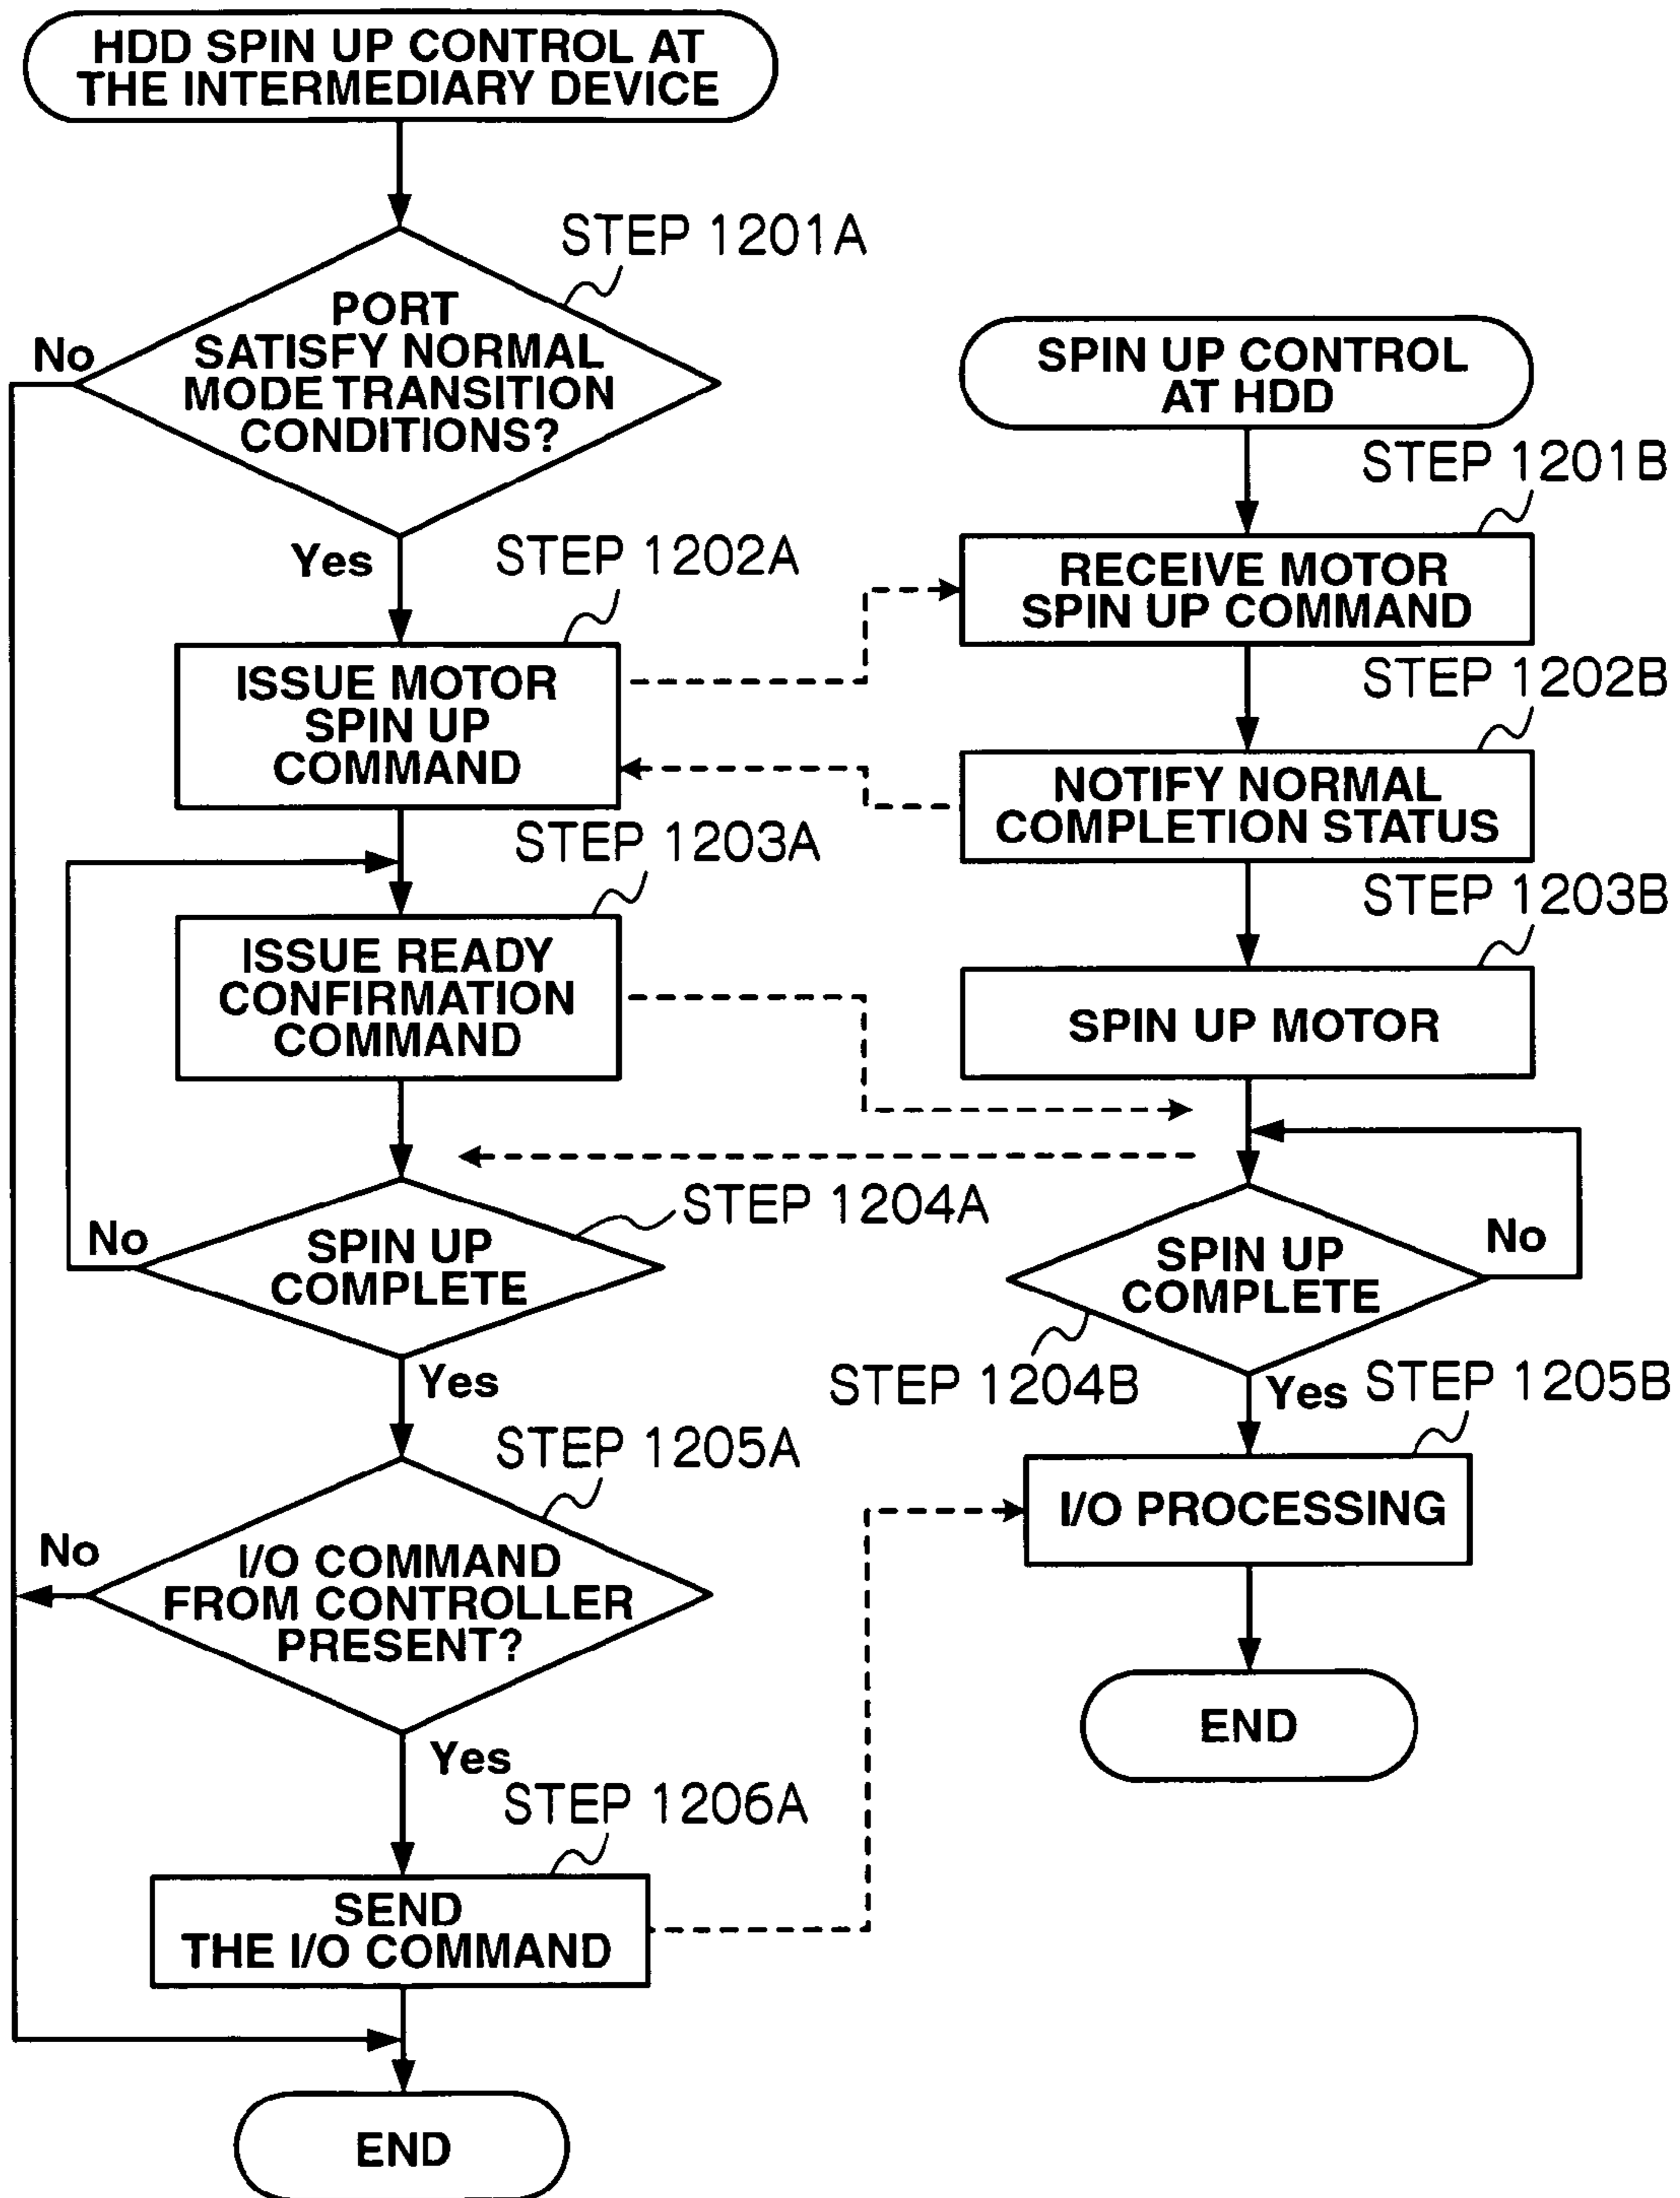 HDD SPIN UP CONTROL AT
THE INTERMEDIARY DEVICE
STEP 1201A
PORT
SATISFY NORMAL
MODE TRANSITION
CONDITIONS?
No
Yes
STEP 1202A
ISSUE MOTOR
SPIN UP
COMMAND
STEP 1203A
ISSUE READY
CONFIRMATION
COMMAND
STEP 1204A
SPIN UP
COMPLETE
No
Yes
STEP 1205A
I/O COMMAND
FROM CONTROLLER
PRESENT?
No
Yes
STEP 1206A
SEND
THE I/O COMMAND
END
SPIN UP CONTROL
AT HDD
STEP 1201B
RECEIVE MOTOR
SPIN UP COMMAND
STEP 1202B
NOTIFY NORMAL
COMPLETION STATUS
STEP 1203B
SPIN UP MOTOR
SPIN UP
COMPLETE
No
STEP 1204B
Yes
STEP 1205B
I/O PROCESSING
END